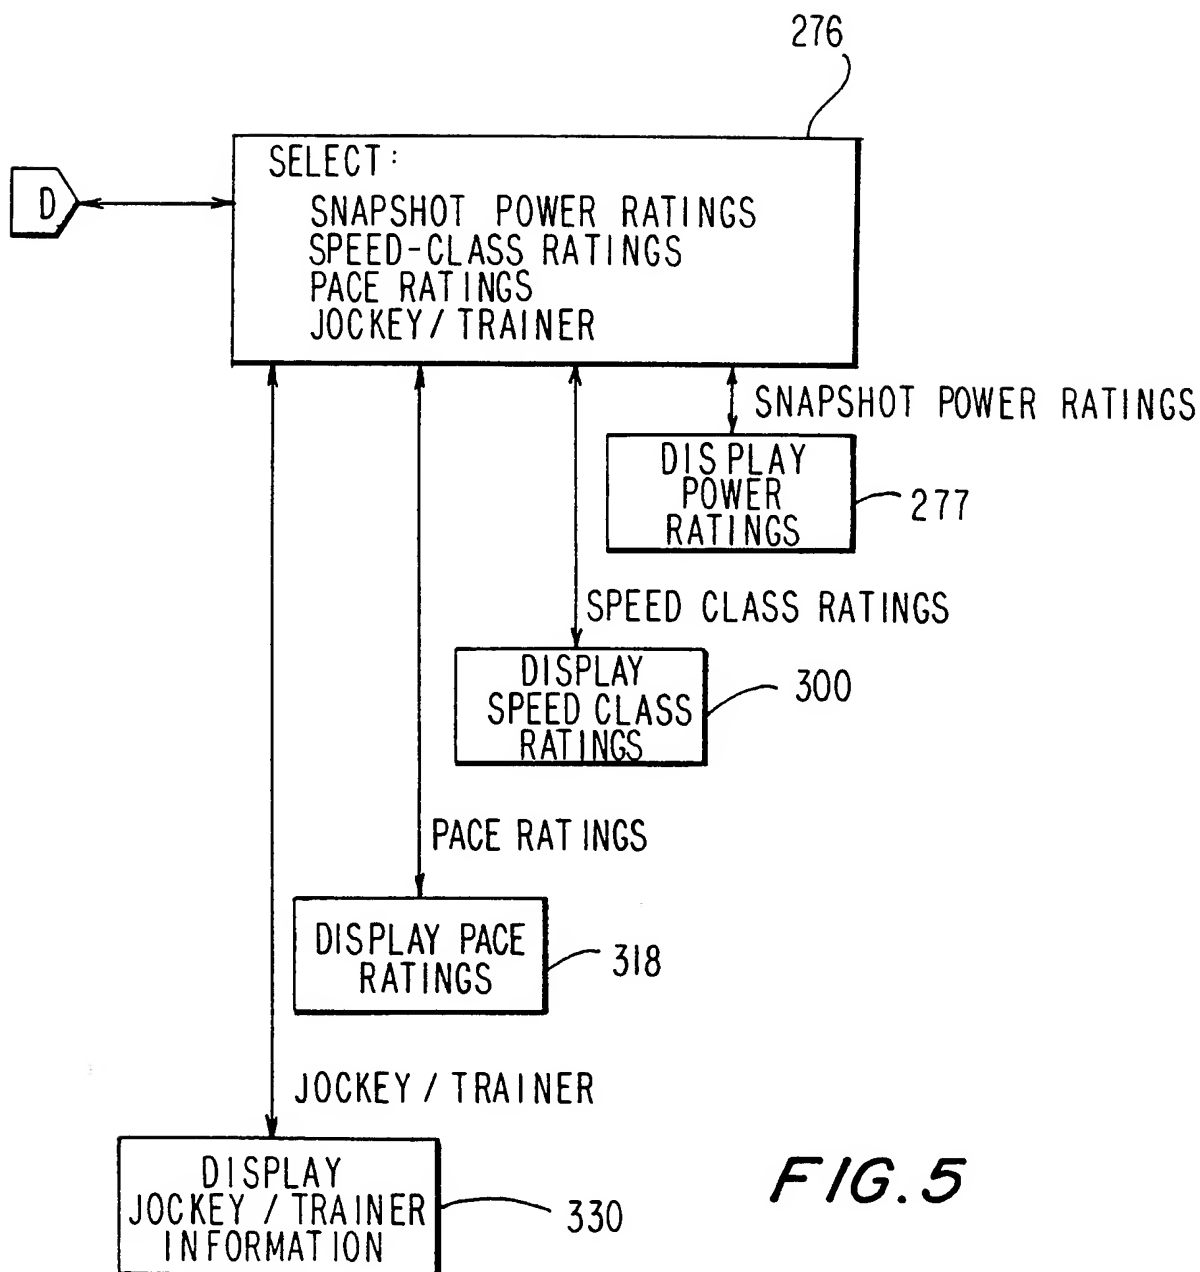 276
SELECT:
SNAPSHOT POWER RATINGS
SPEED-CLASS RATINGS
PACE RATINGS
JOCKEY/TRAINER
D
SNAPSHOT POWER RATINGS
DISPLAY
POWER
RATINGS
277
SPEED CLASS RATINGS
DISPLAY
SPEED CLASS
RATINGS
300
PACE RATINGS
DISPLAY PACE
RATINGS
318
JOCKEY / TRAINER
DISPLAY
JOCKEY / TRAINER
INFORMATION
330
FIG. 5